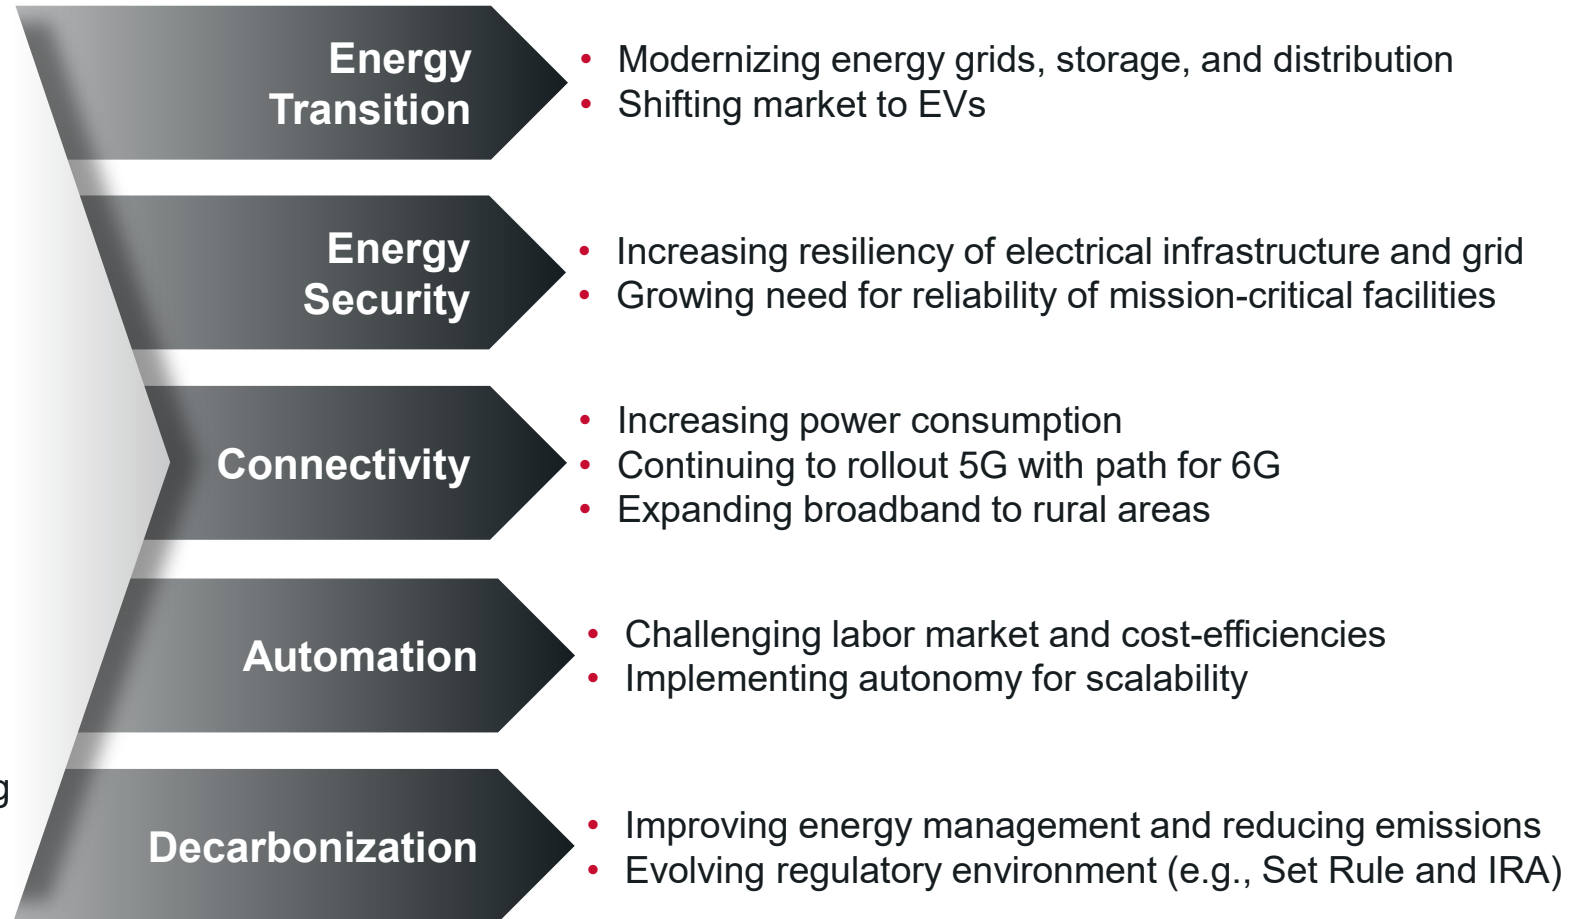 Energy
Transition
• Modernizing energy grids, storage, and distribution
• Shifting market to EVs
Energy
Security
• Increasing resiliency of electrical infrastructure and grid
• Growing need for reliability of mission-critical facilities
Connectivity
• Increasing power consumption
• Continuing to rollout 5G with path for 6G
• Expanding broadband to rural areas
Automation
• Challenging labor market and cost-efficiencies
• Implementing autonomy for scalability
Decarbonization
• Improving energy management and reducing emissions
• Evolving regulatory environment (e.g., Set Rule and IRA)